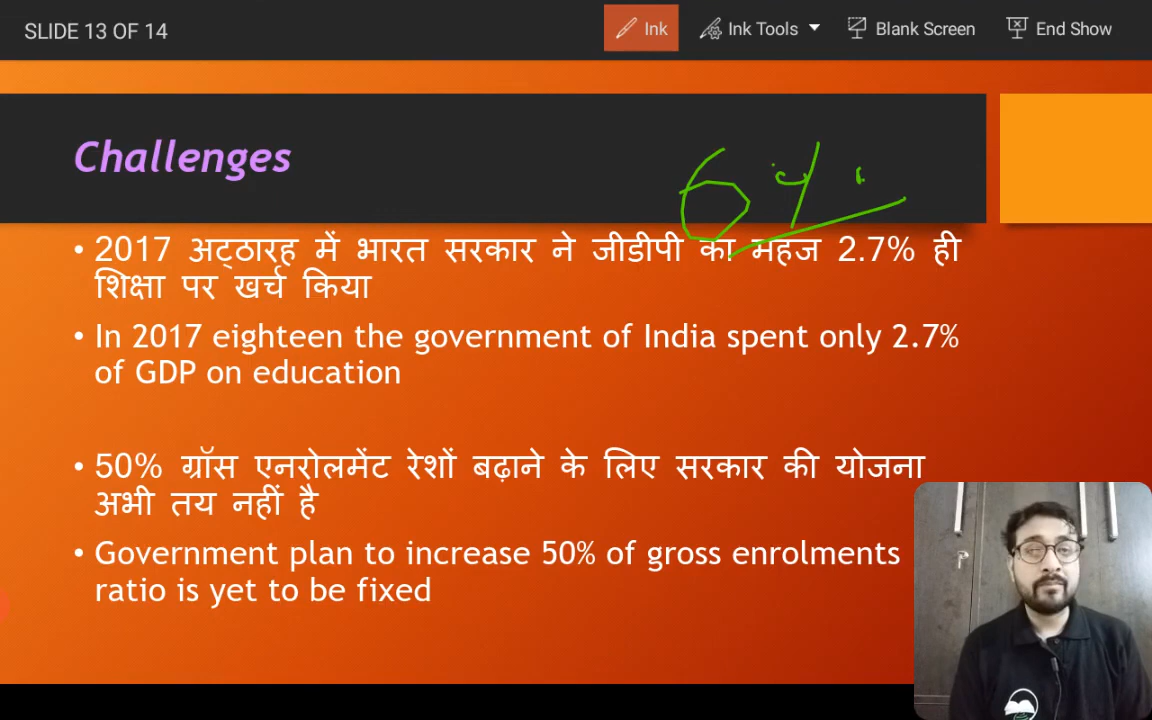 SLIDE 13 OF 14
Ink
Ink Tools
Blank Screen
End Show
Challenges
6%
• 2017 अट्ठारह में भारत सरकार ने जीडीपी का महज 2.7% ही
शिक्षा पर खर्च किया
• In 2017 eighteen the government of India spent only 2.7%
of GDP on education
• 50% ग्रॉस एनरोलमेंट रेशों बढ़ाने के लिए सरकार की योजना
अभी तय नहीं है
• Government plan to increase 50% of gross enrolments
ratio is yet to be fixed